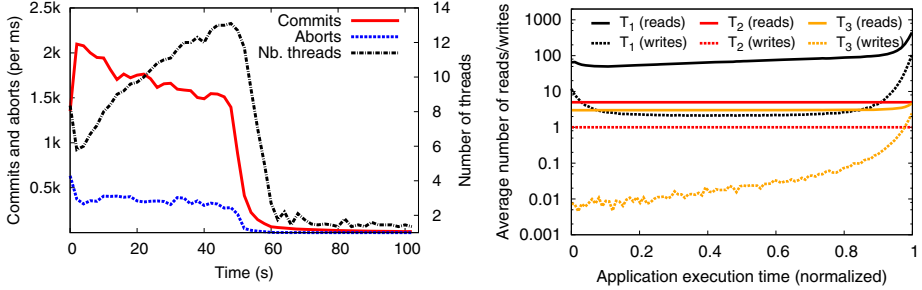 Commits
Aborts
Nb. threads
Commits and aborts (per ms)
2.5k
2k
1.5k
1k
0.5k
0 20 40 60 80 100
Time (s)
14
12
10
8
6
4
2
Number of threads
T1 (reads) T2 (reads) T3 (reads)
T1 (writes) T2 (writes) T3 (writes)
Average number of reads/writes
1000
100
10
5
1
0.1
0.01
0.001
0 0.2 0.4 0.6 0.8 1
Application execution time (normalized)